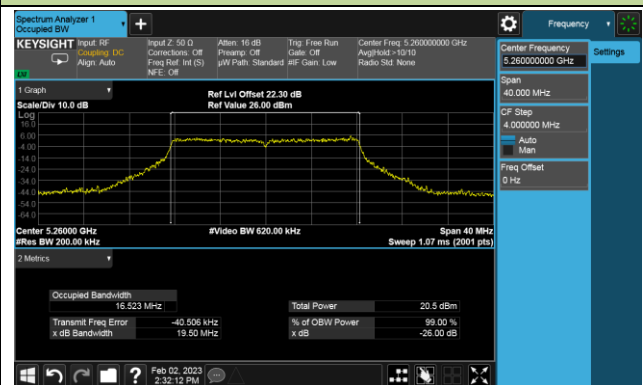 Spectrum Analyzer 1
Occupied BW
+
Frequency
KEYSIGHT
Input: RF
Coupling: DC
Align: Auto
Input Z: 50 Ω
Corrections: Off
Freq Ref: Int (S)
NFE: Off
Atten: 16 dB
Preamp: Off
µW Path: Standard
Trig: Free Run
Gate: Off
#IF Gain: Low
Center Freq: 5.260000000 GHz
Avg|Hold:>10/10
Radio Std: None
Center Frequency
5.260000000 GHz
Settings
Span
40.000 MHz
CF Step
4.000000 MHz
Auto
Man
Freq Offset
0 Hz
1 Graph
Scale/Div 10.0 dB
Ref Lvl Offset 22.30 dB
Ref Value 26.00 dBm
Log
16.0
6.00
-4.00
-14.0
-24.0
-34.0
-44.0
-54.0
-64.0
Center 5.26000 GHz
#Res BW 200.00 kHz
#Video BW 620.00 kHz
Span 40 MHz
Sweep 1.07 ms (2001 pts)
2 Metrics
Occupied Bandwidth
16.523 MHz
Total Power 20.5 dBm
Transmit Freq Error -40.506 kHz
% of OBW Power 99.00 %
x dB Bandwidth 19.50 MHz
x dB -26.00 dB
?
Feb 02, 2023
2:32:12 PM